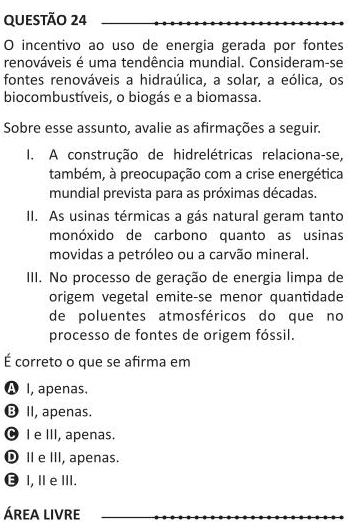 QUESTÃO 24
O incentivo ao uso de energia gerada por fontes
renováveis é uma tendência mundial. Consideram-se
fontes renováveis a hidraúlica, a solar, a eólica, os
biocombustíveis, o biogás e a biomassa.
Sobre esse assunto, avalie as afirmações a seguir.
I. A construção de hidrelétricas relaciona-se,
também, à preocupação com a crise energética
mundial prevista para as próximas décadas.
II. As usinas térmicas a gás natural geram tanto
monóxido de carbono quanto as usinas
movidas a petróleo ou a carvão mineral.
III. No processo de geração de energia limpa de
origem vegetal emite-se menor quantidade
de poluentes atmosféricos do que no
processo de fontes de origem fóssil.
É correto o que se afirma em
A I, apenas.
B II, apenas.
C I e III, apenas.
D II e III, apenas.
E I, II e III.
ÁREA LIVRE